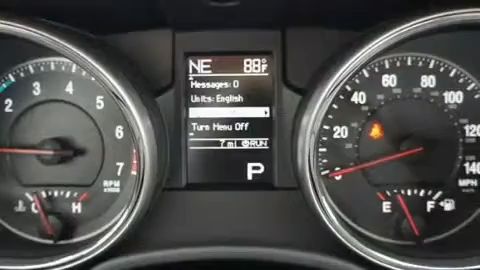 NE 88°F
Messages: 0
Units: English
Turn Menu Off
7 mi RUN
P
2 3 4 5 6 7
RPM
C H
20 40 60 80 100 120 140
MPH
E F